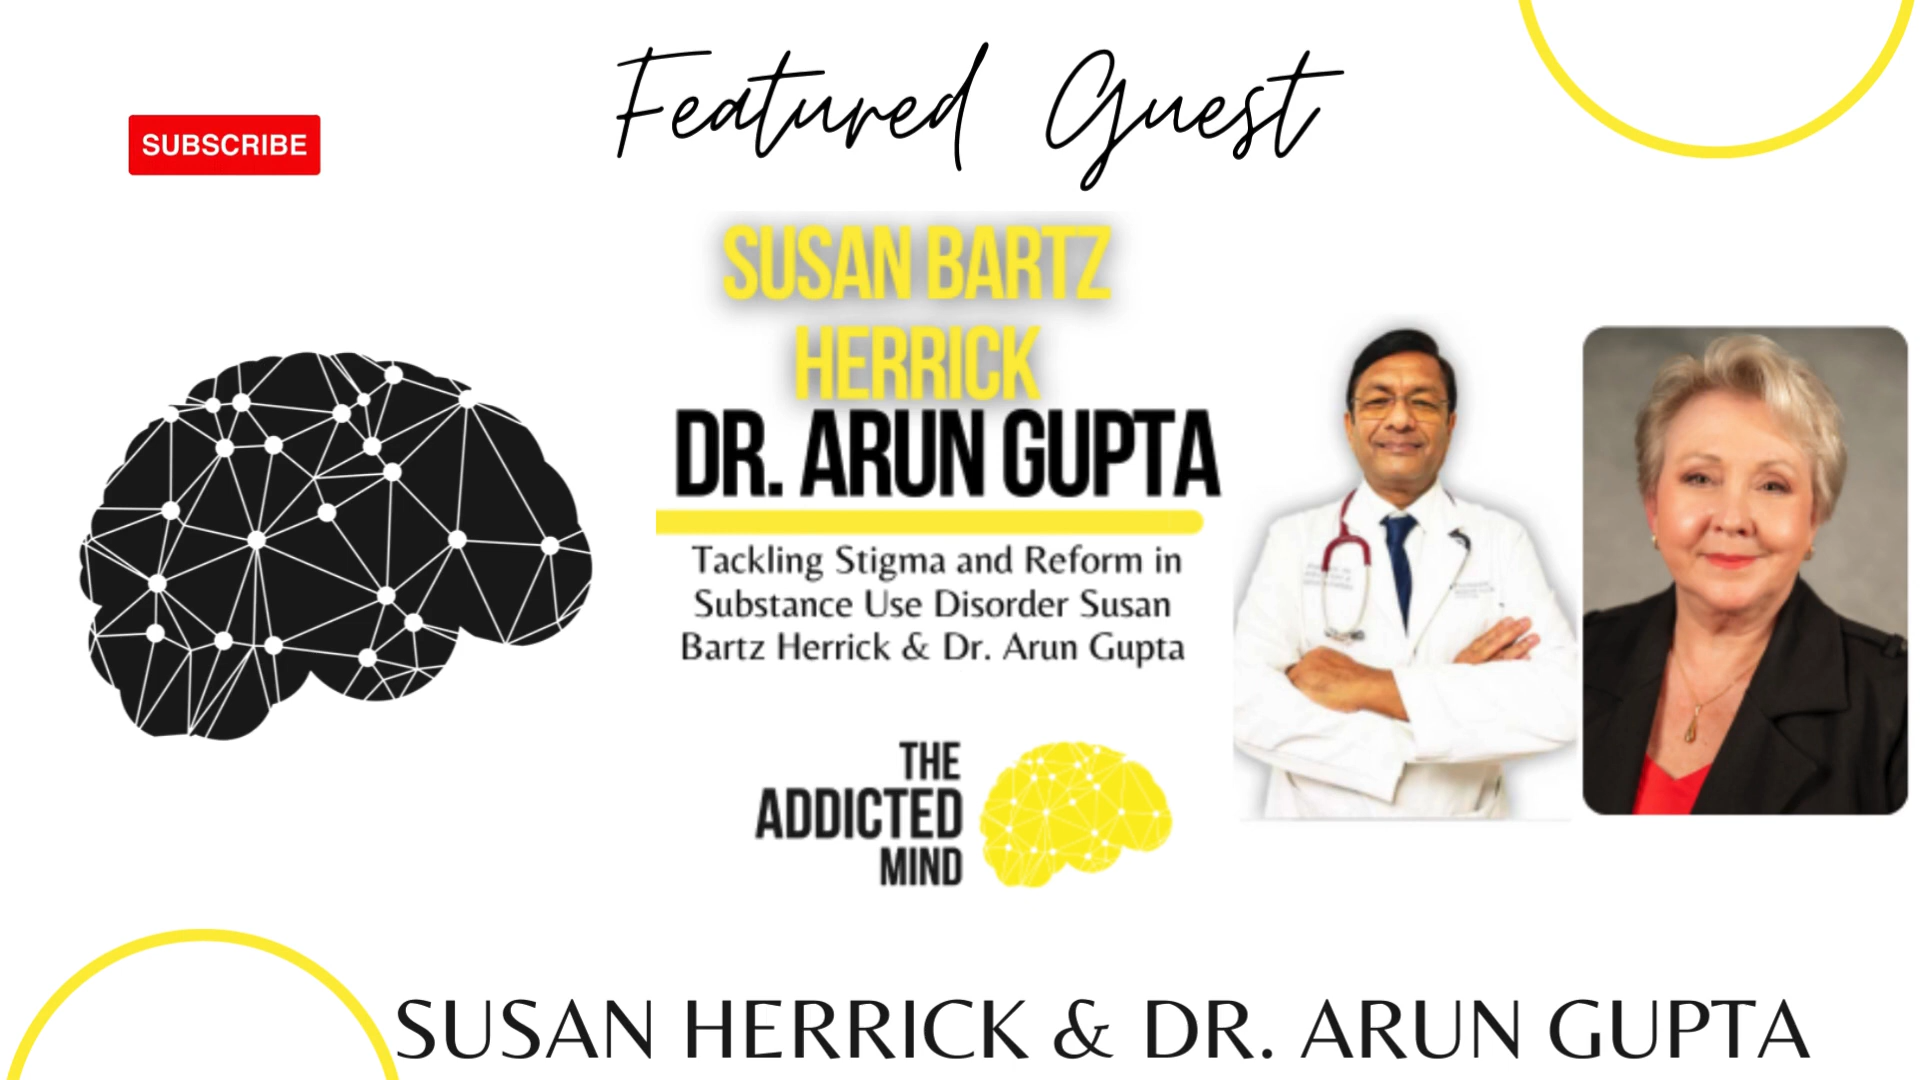 Featured Guest
SUBSCRIBE
SUSAN BARTZ
HERRICK
DR. ARUN GUPTA
Tackling Stigma and Reform in
Substance Use Disorder Susan
Bartz Herrick & Dr. Arun Gupta
THE
ADDICTED
MIND
SUSAN HERRICK & DR. ARUN GUPTA